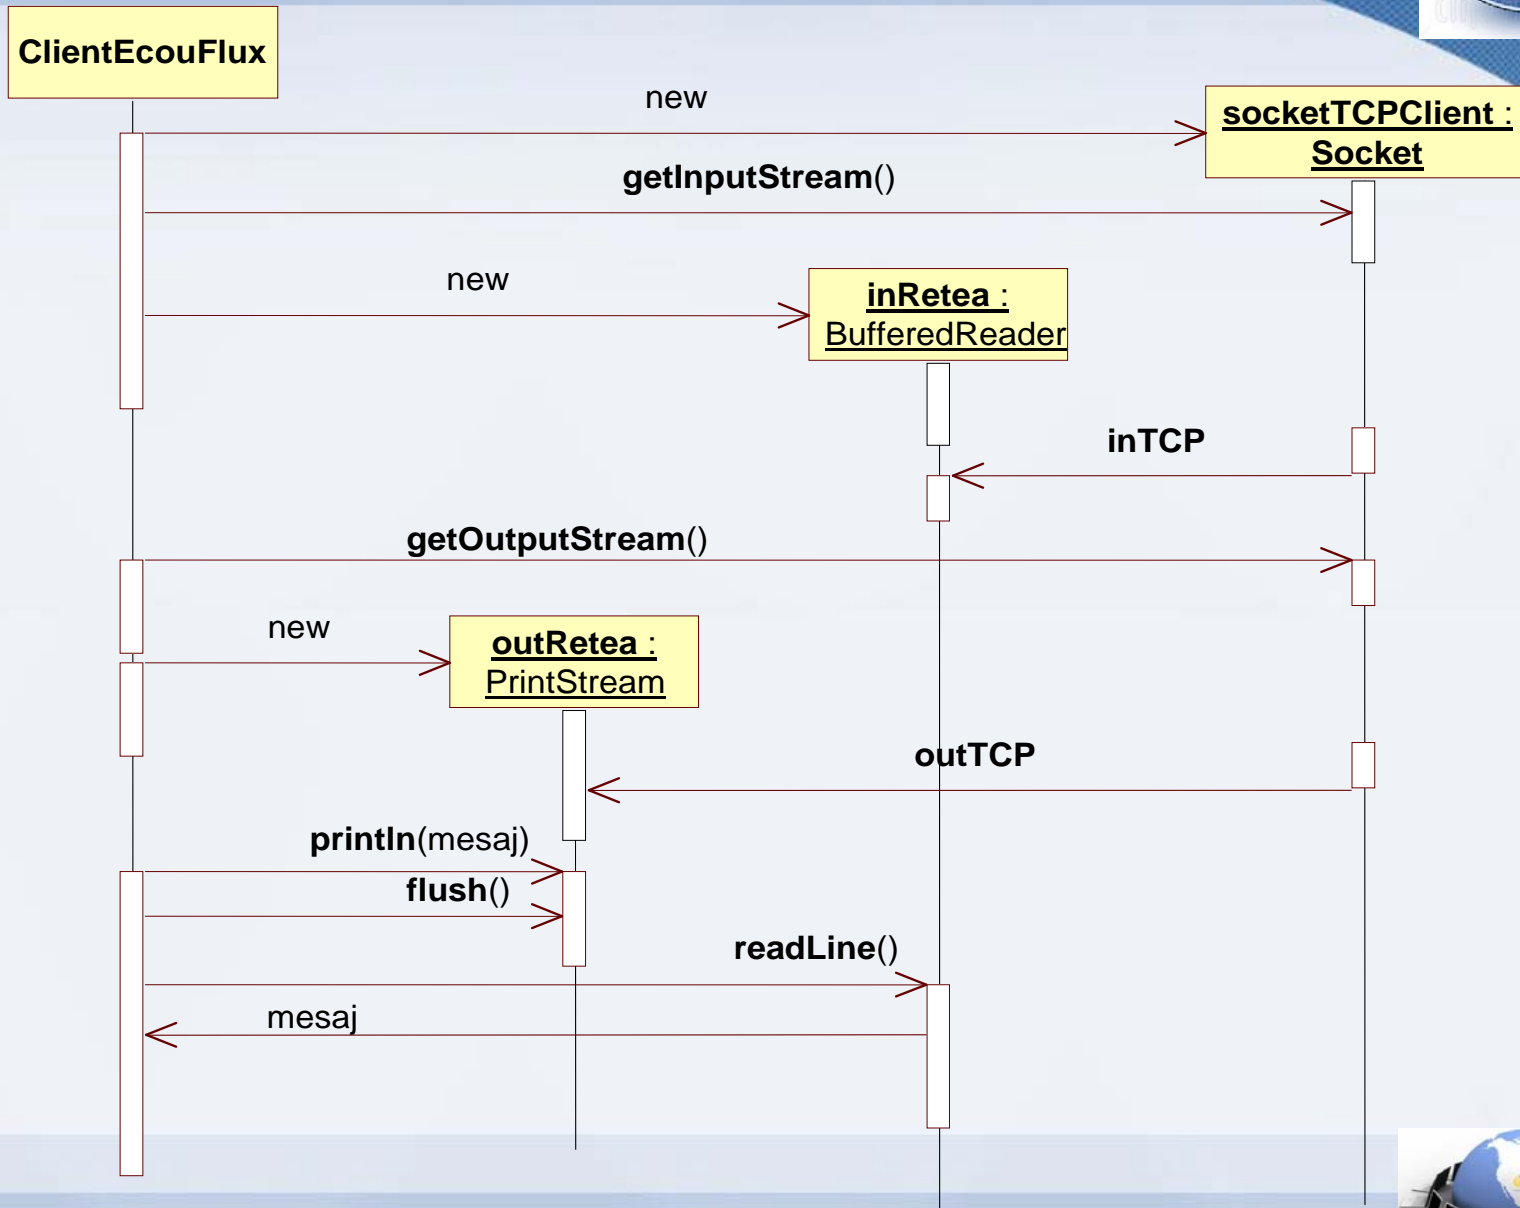 ClientEcouFlux
new
socketTCPClient :
Socket
getInputStream()
new
inRetea :
BufferedReader
inTCP
getOutputStream()
new
outRetea :
PrintStream
outTCP
println(mesaj)
flush()
readLine()
mesaj